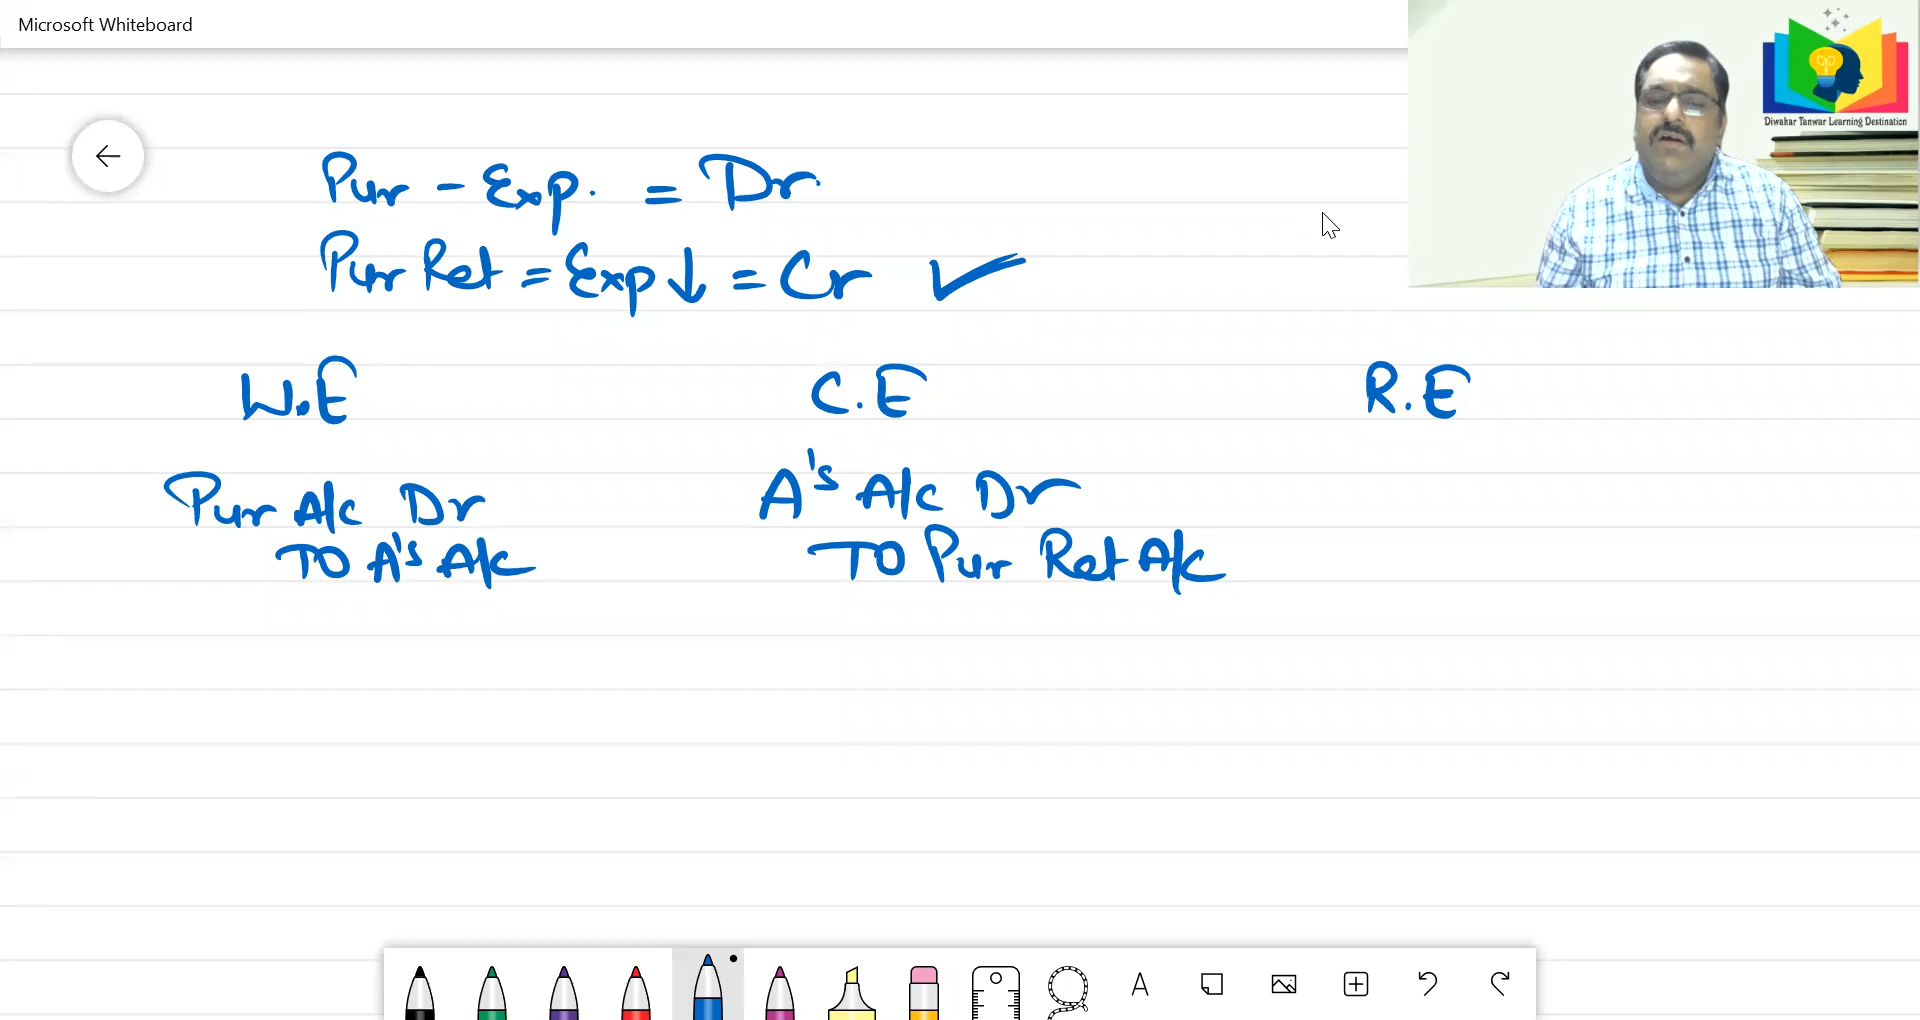 Microsoft Whiteboard
Diwakar Tanwar Learning Destination
Pur - Exp. = Dr.
Pur Ret = Exp ↓ = Cr ✓
W.E C.E R.E
Pur A/c Dr A's A/c Dr
TO A's A/c TO Pur Ret A/c
A